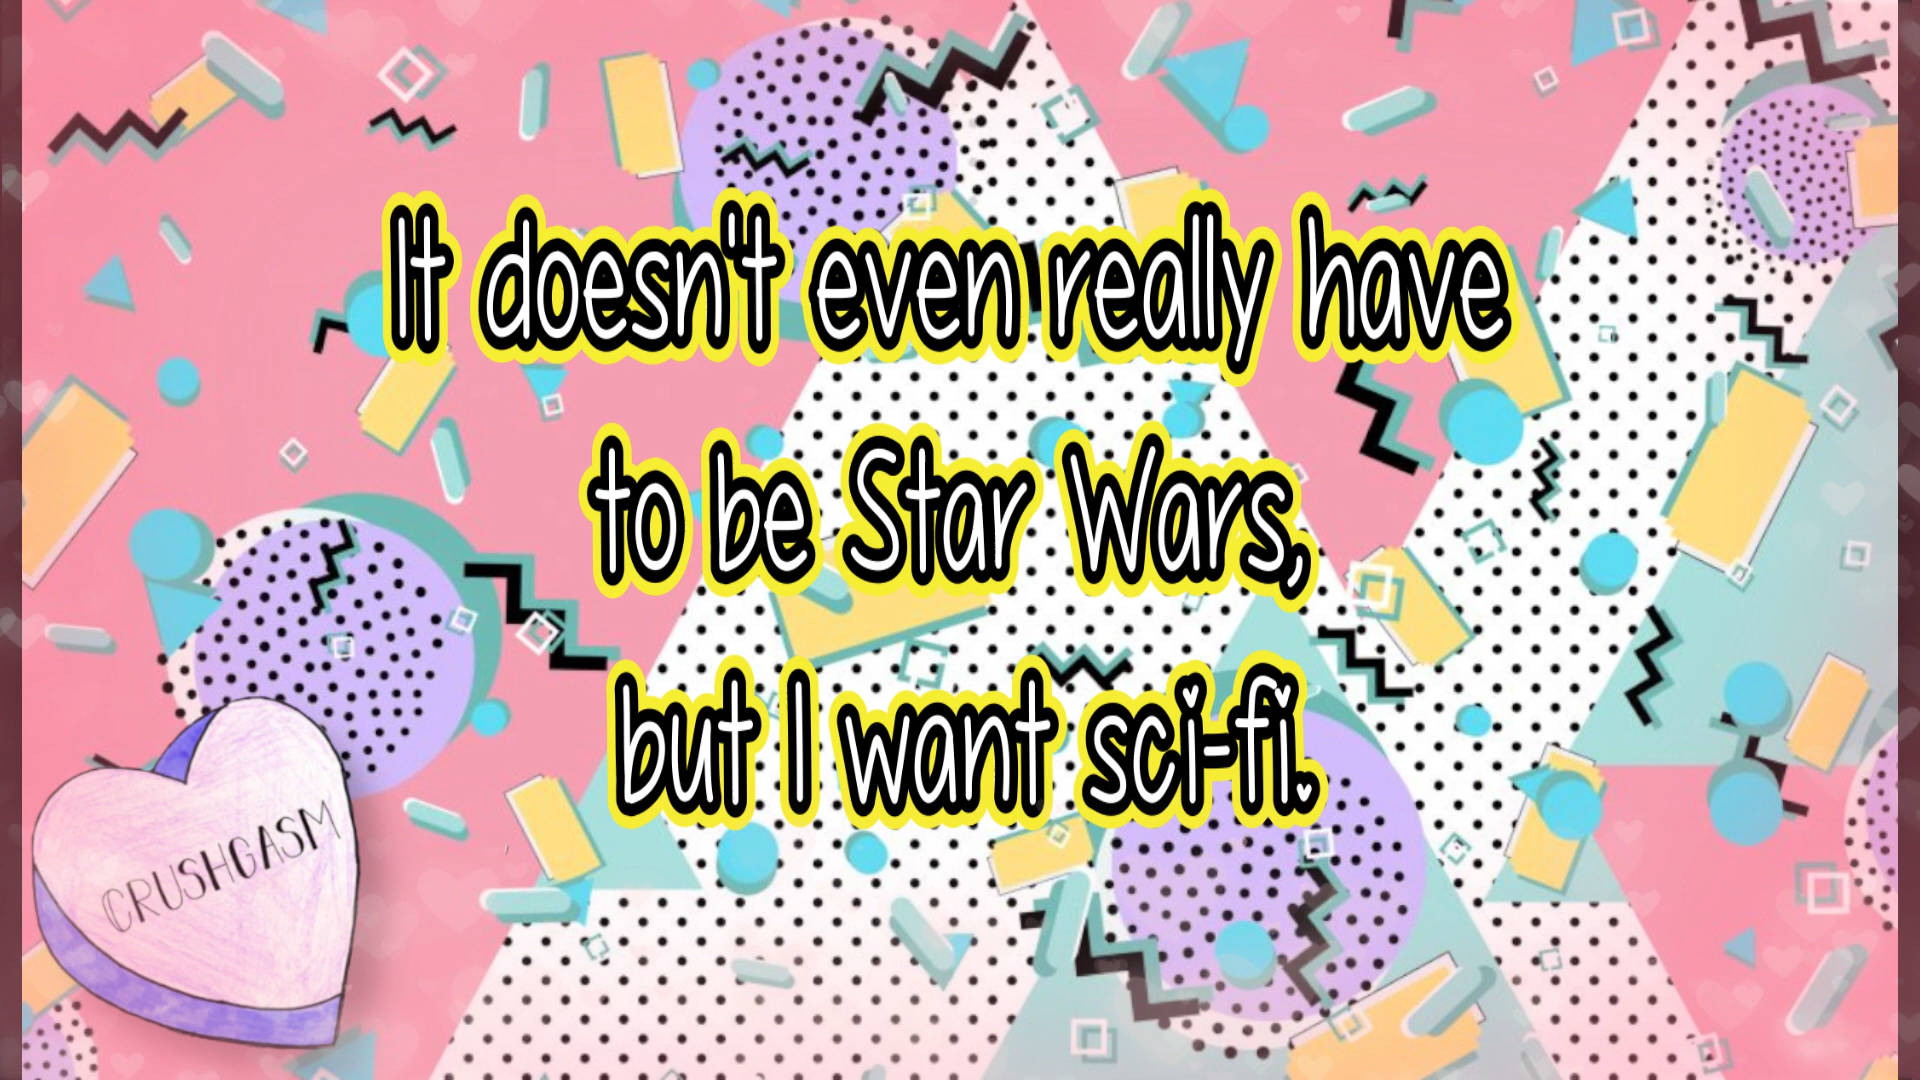 It doesn't even really have
to be Star Wars,
but I want sci-fi.
CRUSHGASM